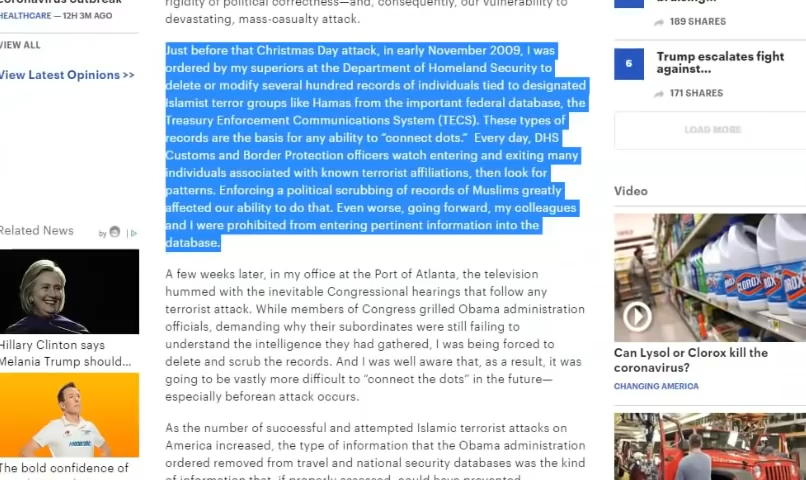 coronavirus outbreak
HEALTHCARE — 12H 3M AGO
VIEW ALL
View Latest Opinions >>
Related News
by
Hillary Clinton says
Melania Trump should...
The bold confidence of
rigidity of political correctness—and, consequently, our vulnerability to
devastating, mass-casualty attack.
Just before that Christmas Day attack, in early November 2009, I was
ordered by my superiors at the Department of Homeland Security to
delete or modify several hundred records of individuals tied to designated
Islamist terror groups like Hamas from the important federal database, the
Treasury Enforcement Communications System (TECS). These types of
records are the basis for any ability to “connect dots.”  Every day, DHS
Customs and Border Protection officers watch entering and exiting many
individuals associated with known terrorist affiliations, then look for
patterns. Enforcing a political scrubbing of records of Muslims greatly
affected our ability to do that. Even worse, going forward, my colleagues
and I were prohibited from entering pertinent information into the
database.
A few weeks later, in my office at the Port of Atlanta, the television
hummed with the inevitable Congressional hearings that follow any
terrorist attack. While members of Congress grilled Obama administration
officials, demanding why their subordinates were still failing to
understand the intelligence they had gathered, I was being forced to
delete and scrub the records. And I was well aware that, as a result, it was
going to be vastly more difficult to “connect the dots” in the future—
especially beforean attack occurs.
As the number of successful and attempted Islamic terrorist attacks on
America increased, the type of information that the Obama administration
ordered removed from travel and national security databases was the kind
of information that, if properly assessed, could have prevented
189 SHARES
6
Trump escalates fight
against...
171 SHARES
LOAD MORE
Video
CLOROX
Can Lysol or Clorox kill the
coronavirus?
CHANGING AMERICA